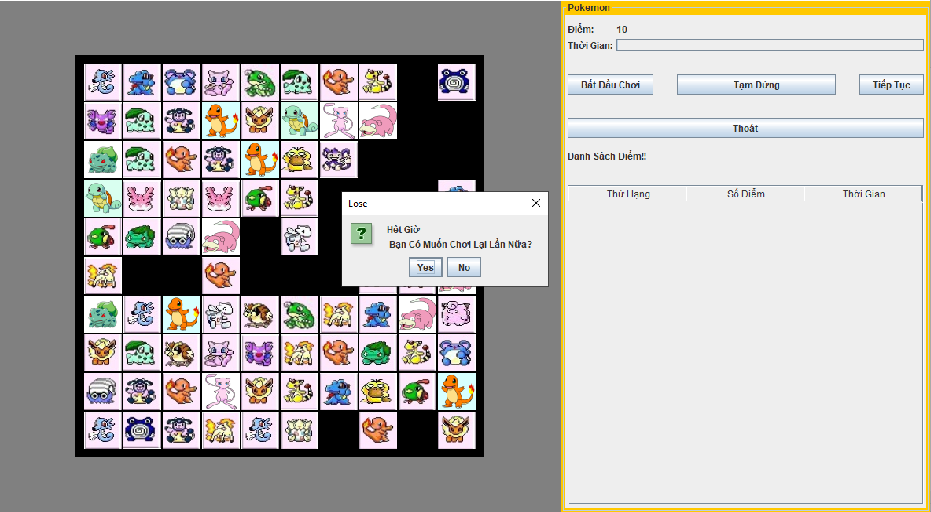 Pokemon
Điểm: 10
Thời Gian:
Bắt Đầu Chơi
Tạm Dừng
Tiếp Tục
Thoát
Danh Sách Điểm!!
Thứ Hạng
Số Điểm
Thời Gian
Lose
Hết Giờ
Bạn Có Muốn Chơi Lại Lần Nữa?
Yes
No